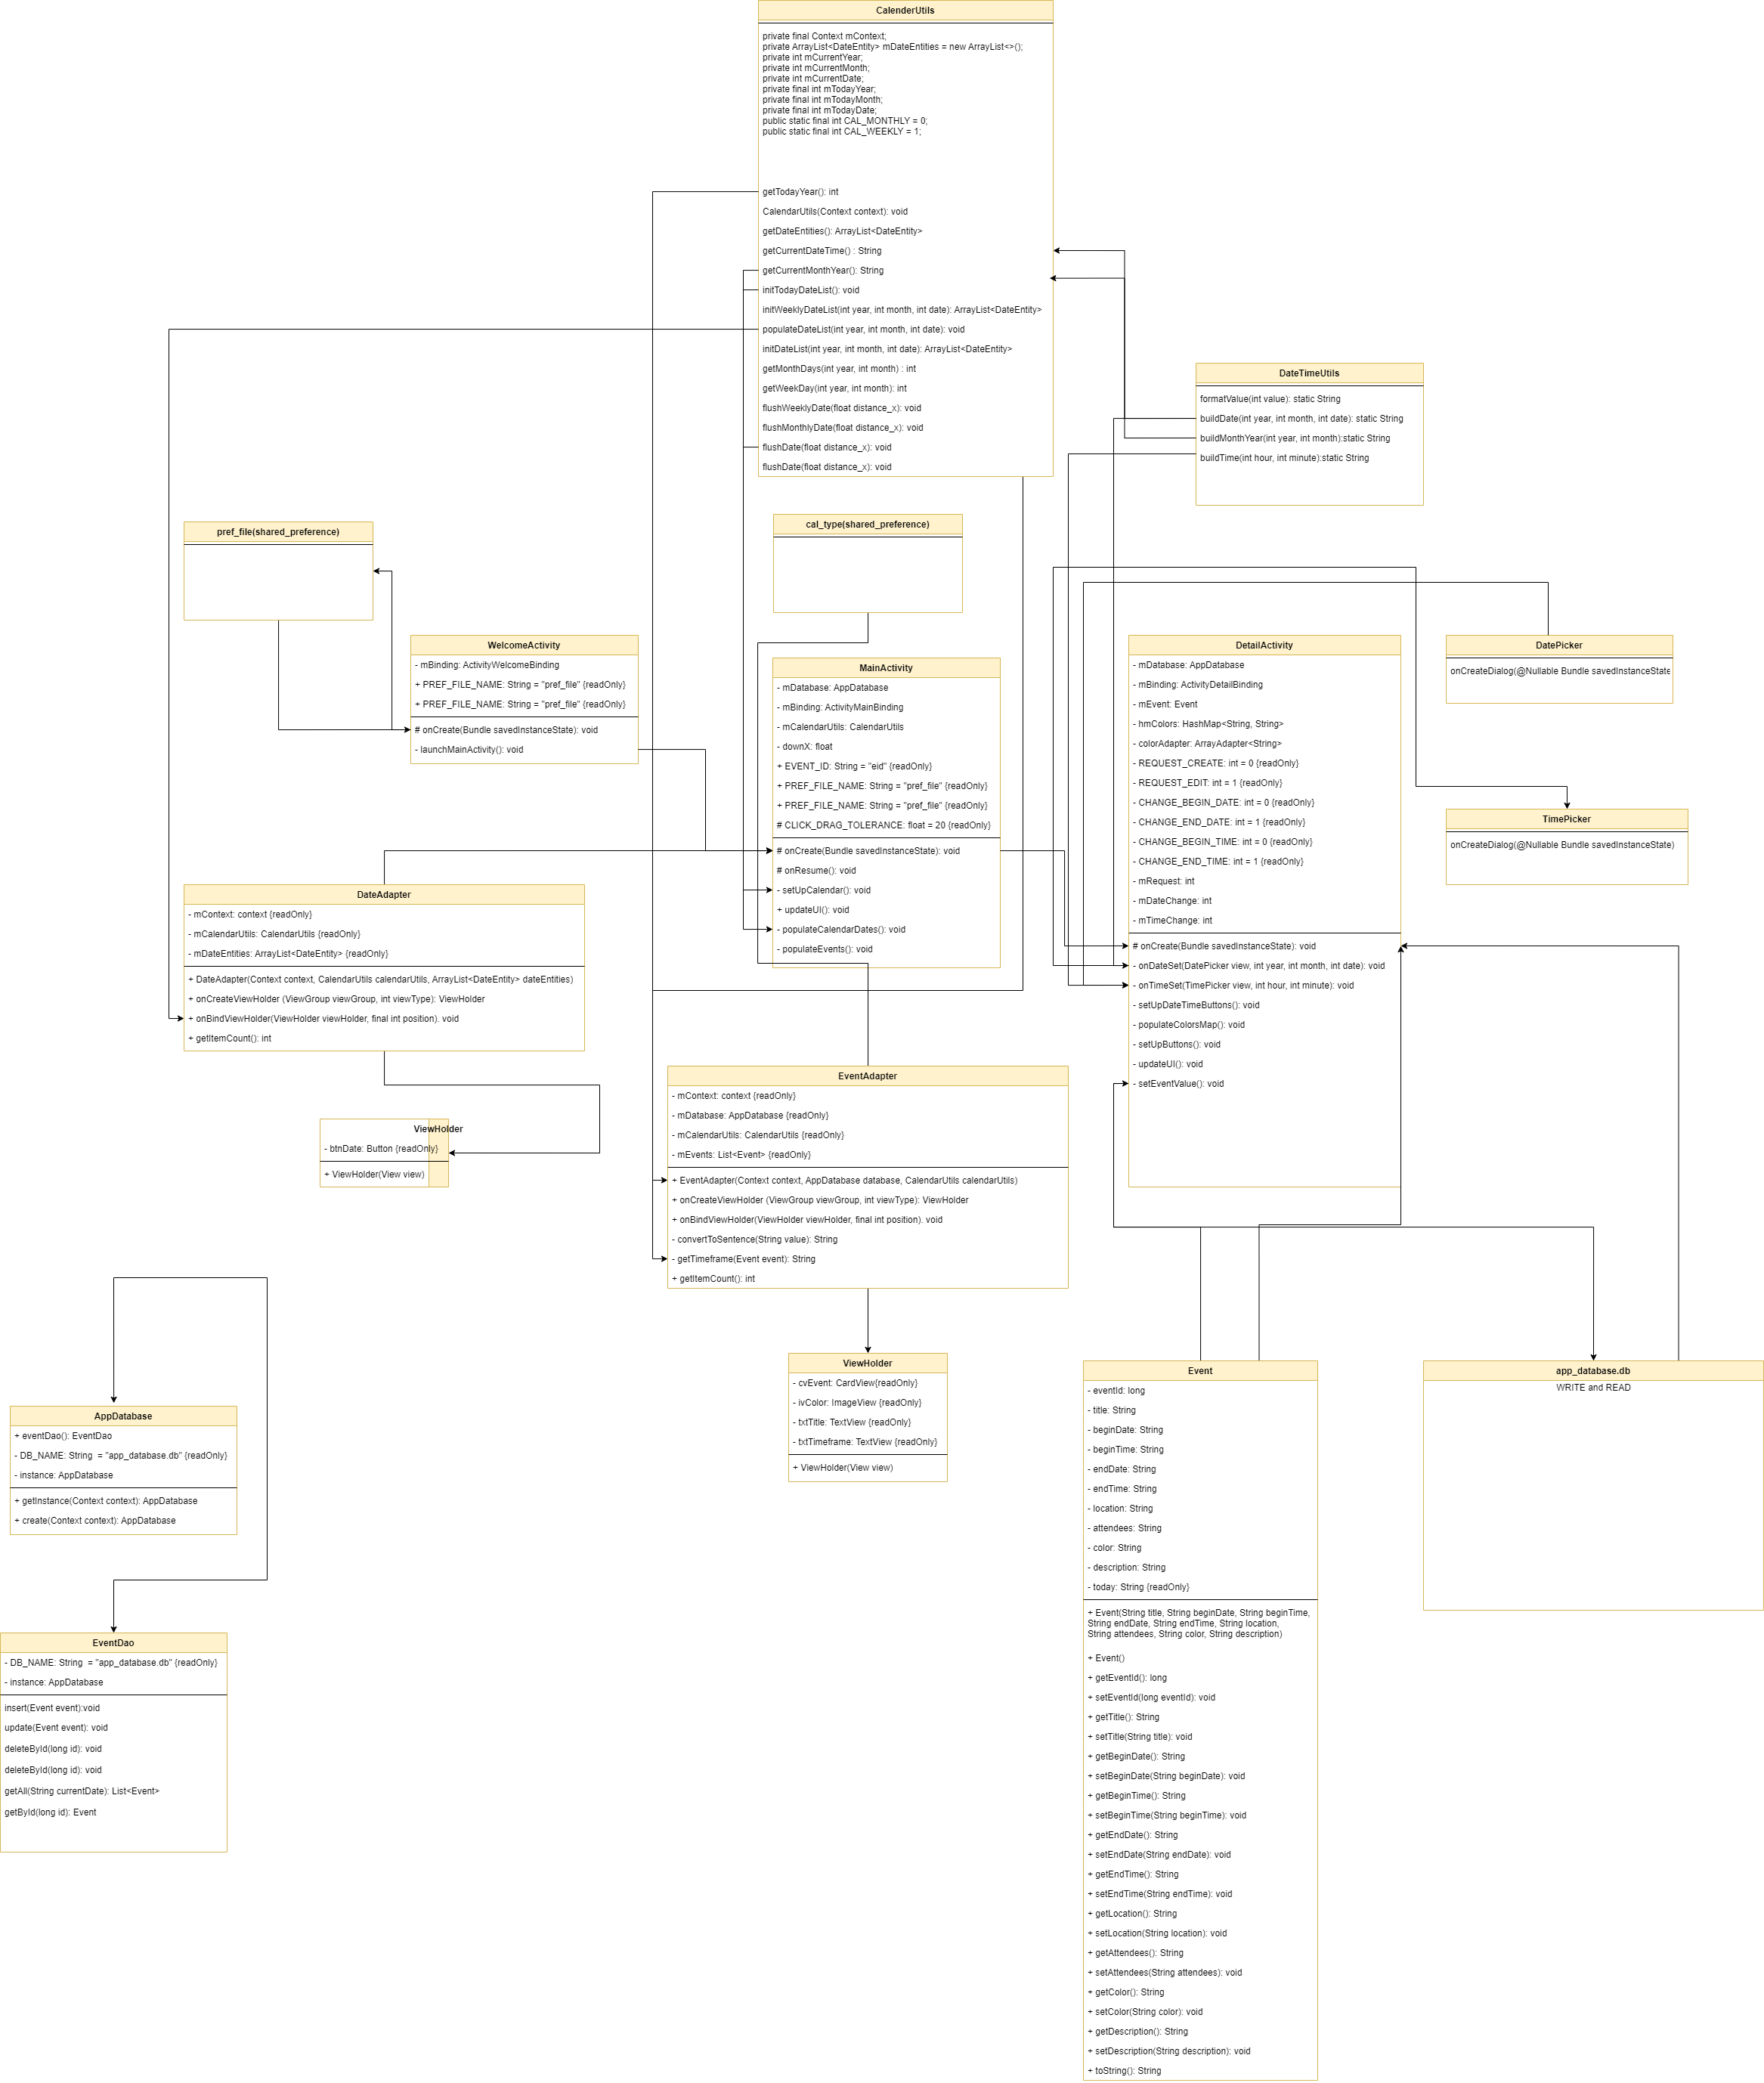 CalenderUtils
private final Context mContext;
private ArrayList<DateEntity> mDateEntities = new ArrayList<>();
private int mCurrentYear;
private int mCurrentMonth;
private int mCurrentDate;
private final int mTodayYear;
private final int mTodayMonth;
private final int mTodayDate;
public static final int CAL_MONTHLY = 0;
public static final int CAL_WEEKLY = 1;
getTodayYear(): int
CalendarUtils(Context context): void
getDateEntities(): ArrayList<DateEntity>
getCurrentDateTime() : String
getCurrentMonthYear(): String
initTodayDateList(): void
initWeeklyDateList(int year, int month, int date): ArrayList<DateEntity>
populateDateList(int year, int month, int date): void
initDateList(int year, int month, int date): ArrayList<DateEntity>
getMonthDays(int year, int month) : int
getWeekDay(int year, int month): int
flushWeeklyDate(float distance_x): void
flushMonthlyDate(float distance_x): void
flushDate(float distance_x): void
flushDate(float distance_x): void
DateTimeUtils
formatValue(int value): static String
buildDate(int year, int month, int date): static String
buildMonthYear(int year, int month):static String
buildTime(int hour, int minute):static String
pref_file(shared_preference)
cal_type(shared_preference)
WelcomeActivity
- mBinding: ActivityWelcomeBinding
+ PREF_FILE_NAME: String = "pref_file" {readOnly}
+ PREF_FILE_NAME: String = "pref_file" {readOnly}
# onCreate(Bundle savedInstanceState): void
- launchMainActivity(): void
MainActivity
- mDatabase: AppDatabase
- mBinding: ActivityMainBinding
- mCalendarUtils: CalendarUtils
- downX: float
+ EVENT_ID: String = "eid" {readOnly}
+ PREF_FILE_NAME: String = "pref_file" {readOnly}
+ PREF_FILE_NAME: String = "pref_file" {readOnly}
# CLICK_DRAG_TOLERANCE: float = 20 {readOnly}
# onCreate(Bundle savedInstanceState): void
# onResume(): void
- setUpCalendar(): void
+ updateUI(): void
- populateCalendarDates(): void
- populateEvents(): void
DetailActivity
- mDatabase: AppDatabase
- mBinding: ActivityDetailBinding
- mEvent: Event
- hmColors: HashMap<String, String>
- colorAdapter: ArrayAdapter<String>
- REQUEST_CREATE: int = 0 {readOnly}
- REQUEST_EDIT: int = 1 {readOnly}
- CHANGE_BEGIN_DATE: int = 0 {readOnly}
- CHANGE_END_DATE: int = 1 {readOnly}
- CHANGE_BEGIN_TIME: int = 0 {readOnly}
- CHANGE_END_TIME: int = 1 {readOnly}
- mRequest: int
- mDateChange: int
- mTimeChange: int
# onCreate(Bundle savedInstanceState): void
- onDateSet(DatePicker view, int year, int month, int date): void
- onTimeSet(TimePicker view, int hour, int minute): void
- setUpDateTimeButtons(): void
- populateColorsMap(): void
- setUpButtons(): void
- updateUI(): void
- setEventValue(): void
DatePicker
onCreateDialog(@Nullable Bundle savedInstanceState
TimePicker
onCreateDialog(@Nullable Bundle savedInstanceState)
DateAdapter
- mContext: context {readOnly}
- mCalendarUtils: CalendarUtils {readOnly}
- mDateEntities: ArrayList<DateEntity> {readOnly}
+ DateAdapter(Context context, CalendarUtils calendarUtils, ArrayList<DateEntity> dateEntities)
+ onCreateViewHolder (ViewGroup viewGroup, int viewType): ViewHolder
+ onBindViewHolder(ViewHolder viewHolder, final int position). void
+ getItemCount(): int
ViewHolder
- btnDate: Button {readOnly}
+ ViewHolder(View view)
EventAdapter
- mContext: context {readOnly}
- mDatabase: AppDatabase {readOnly}
- mCalendarUtils: CalendarUtils {readOnly}
- mEvents: List<Event> {readOnly}
+ EventAdapter(Context context, AppDatabase database, CalendarUtils calendarUtils)
+ onCreateViewHolder (ViewGroup viewGroup, int viewType): ViewHolder
+ onBindViewHolder(ViewHolder viewHolder, final int position). void
- convertToSentence(String value): String
- getTimeframe(Event event): String
+ getItemCount(): int
ViewHolder
- cvEvent: CardView{readOnly}
- ivColor: ImageView {readOnly}
- txtTitle: TextView {readOnly}
- txtTimeframe: TextView {readOnly}
+ ViewHolder(View view)
AppDatabase
+ eventDao(): EventDao
- DB_NAME: String = "app_database.db" {readOnly}
- instance: AppDatabase
+ getInstance(Context context): AppDatabase
+ create(Context context): AppDatabase
EventDao
- DB_NAME: String = "app_database.db" {readOnly}
- instance: AppDatabase
insert(Event event):void
update(Event event): void
deleteById(long id): void
deleteById(long id): void
getAll(String currentDate): List<Event>
getById(long id): Event
Event
- eventId: long
- title: String
- beginDate: String
- beginTime: String
- endDate: String
- endTime: String
- location: String
- attendees: String
- color: String
- description: String
- today: String {readOnly}
+ Event(String title, String beginDate, String beginTime,
String endDate, String endTime, String location,
String attendees, String color, String description)
+ Event()
+ getEventId(): long
+ setEventId(long eventId): void
+ getTitle(): String
+ setTitle(String title): void
+ getBeginDate(): String
+ setBeginDate(String beginDate): void
+ getBeginTime(): String
+ setBeginTime(String beginTime): void
+ getEndDate(): String
+ setEndDate(String endDate): void
+ getEndTime(): String
+ setEndTime(String endTime): void
+ getLocation(): String
+ setLocation(String location): void
+ getAttendees(): String
+ setAttendees(String attendees): void
+ getColor(): String
+ setColor(String color): void
+ getDescription(): String
+ setDescription(String description): void
+ toString(): String
app_database.db
WRITE and READ